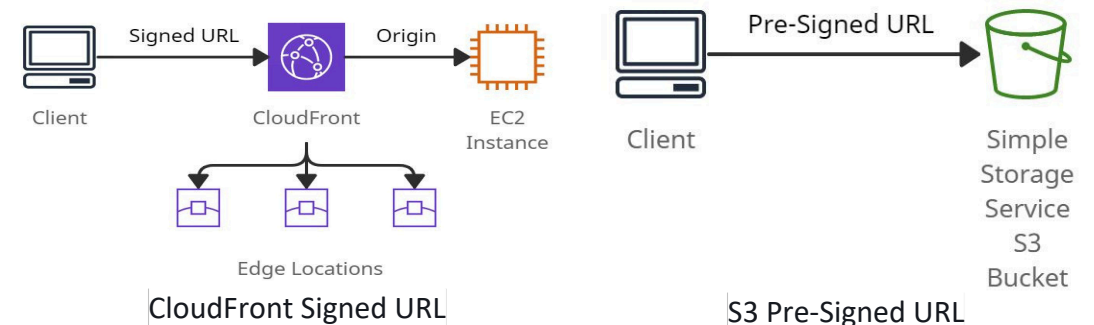 Signed URL
Origin
Client
CloudFront
EC2
Instance
Edge Locations
CloudFront Signed URL
Pre-Signed URL
Client
Simple
Storage
Service
S3
Bucket
S3 Pre-Signed URL